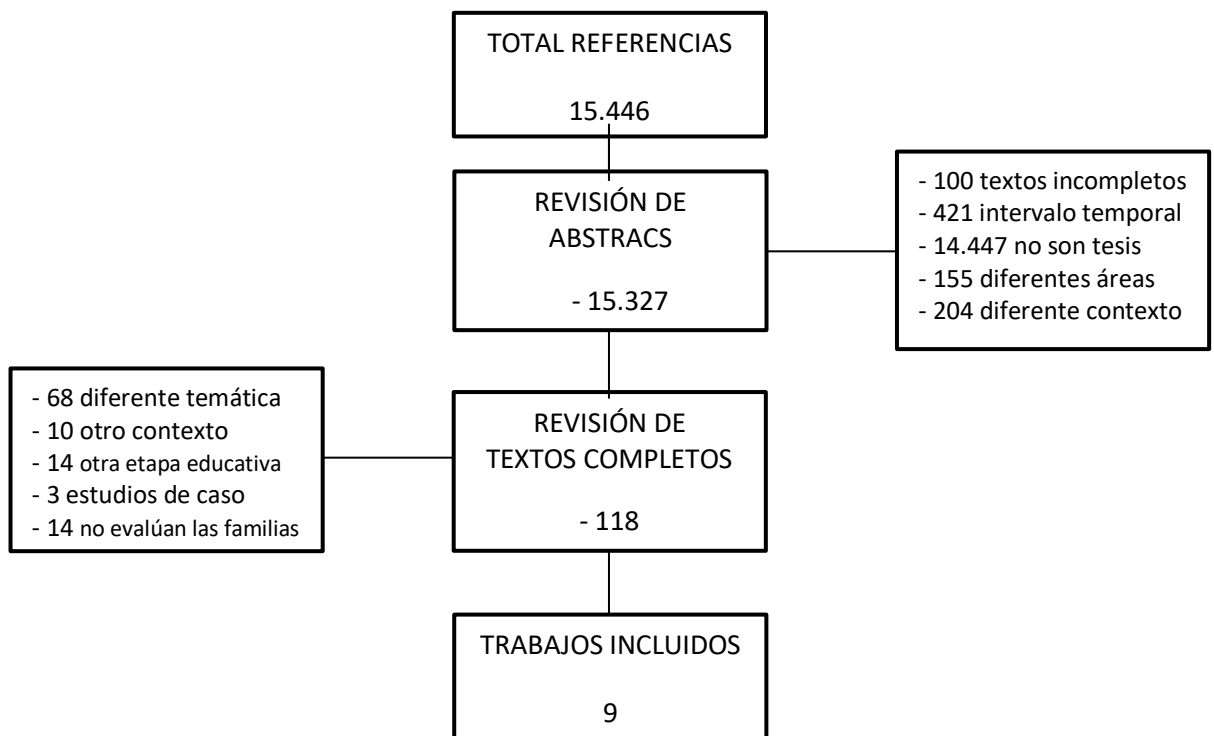 TOTAL REFERENCIAS
15.446
REVISIÓN DE
ABSTRACS
- 15.327
- 100 textos incompletos
- 421 intervalo temporal
- 14.447 no son tesis
- 155 diferentes áreas
- 204 diferente contexto
- 68 diferente temática
- 10 otro contexto
- 14 otra etapa educativa
- 3 estudios de caso
- 14 no evalúan las familias
REVISIÓN DE
TEXTOS COMPLETOS
- 118
TRABAJOS INCLUIDOS
9